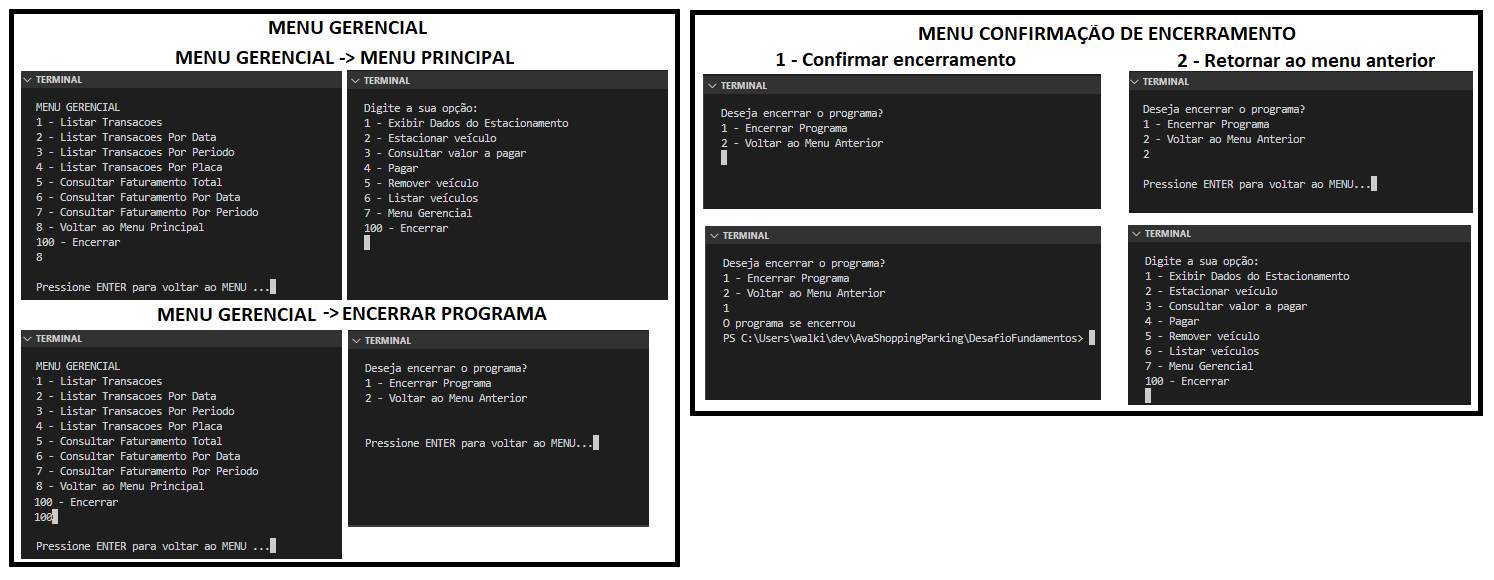 MENU GERENCIAL
MENU GERENCIAL -> MENU PRINCIPAL
TERMINAL
MENU GERENCIAL
1 - Listar Transacoes
2 - Listar Transacoes Por Data
3 - Listar Transacoes Por Periodo
4 - Listar Transacoes Por Placa
5 - Consultar Faturamento Total
6 - Consultar Faturamento Por Data
7 - Consultar Faturamento Por Periodo
8 - Voltar ao Menu Principal
100 - Encerrar
8
Pressione ENTER para voltar ao MENU ...
TERMINAL
Digite a sua opção:
1 - Exibir Dados do Estacionamento
2 - Estacionar veículo
3 - Consultar valor a pagar
4 - Pagar
5 - Remover veículo
6 - Listar veículos
7 - Menu Gerencial
100 - Encerrar
MENU GERENCIAL -> ENCERRAR PROGRAMA
TERMINAL
MENU GERENCIAL
1 - Listar Transacoes
2 - Listar Transacoes Por Data
3 - Listar Transacoes Por Periodo
4 - Listar Transacoes Por Placa
5 - Consultar Faturamento Total
6 - Consultar Faturamento Por Data
7 - Consultar Faturamento Por Periodo
8 - Voltar ao Menu Principal
100 - Encerrar
100
Pressione ENTER para voltar ao MENU ...
TERMINAL
Deseja encerrar o programa?
1 - Encerrar Programa
2 - Voltar ao Menu Anterior
Pressione ENTER para voltar ao MENU...
MENU CONFIRMAÇÃO DE ENCERRAMENTO
1 - Confirmar encerramento
TERMINAL
Deseja encerrar o programa?
1 - Encerrar Programa
2 - Voltar ao Menu Anterior
TERMINAL
Deseja encerrar o programa?
1 - Encerrar Programa
2 - Voltar ao Menu Anterior
1
O programa se encerrou
PS C:\Users\walki\dev\AvaShoppingParking\DesafioFundamentos>
2 - Retornar ao menu anterior
TERMINAL
Deseja encerrar o programa?
1 - Encerrar Programa
2 - Voltar ao Menu Anterior
2
Pressione ENTER para voltar ao MENU...
TERMINAL
Digite a sua opção:
1 - Exibir Dados do Estacionamento
2 - Estacionar veículo
3 - Consultar valor a pagar
4 - Pagar
5 - Remover veículo
6 - Listar veículos
7 - Menu Gerencial
100 - Encerrar